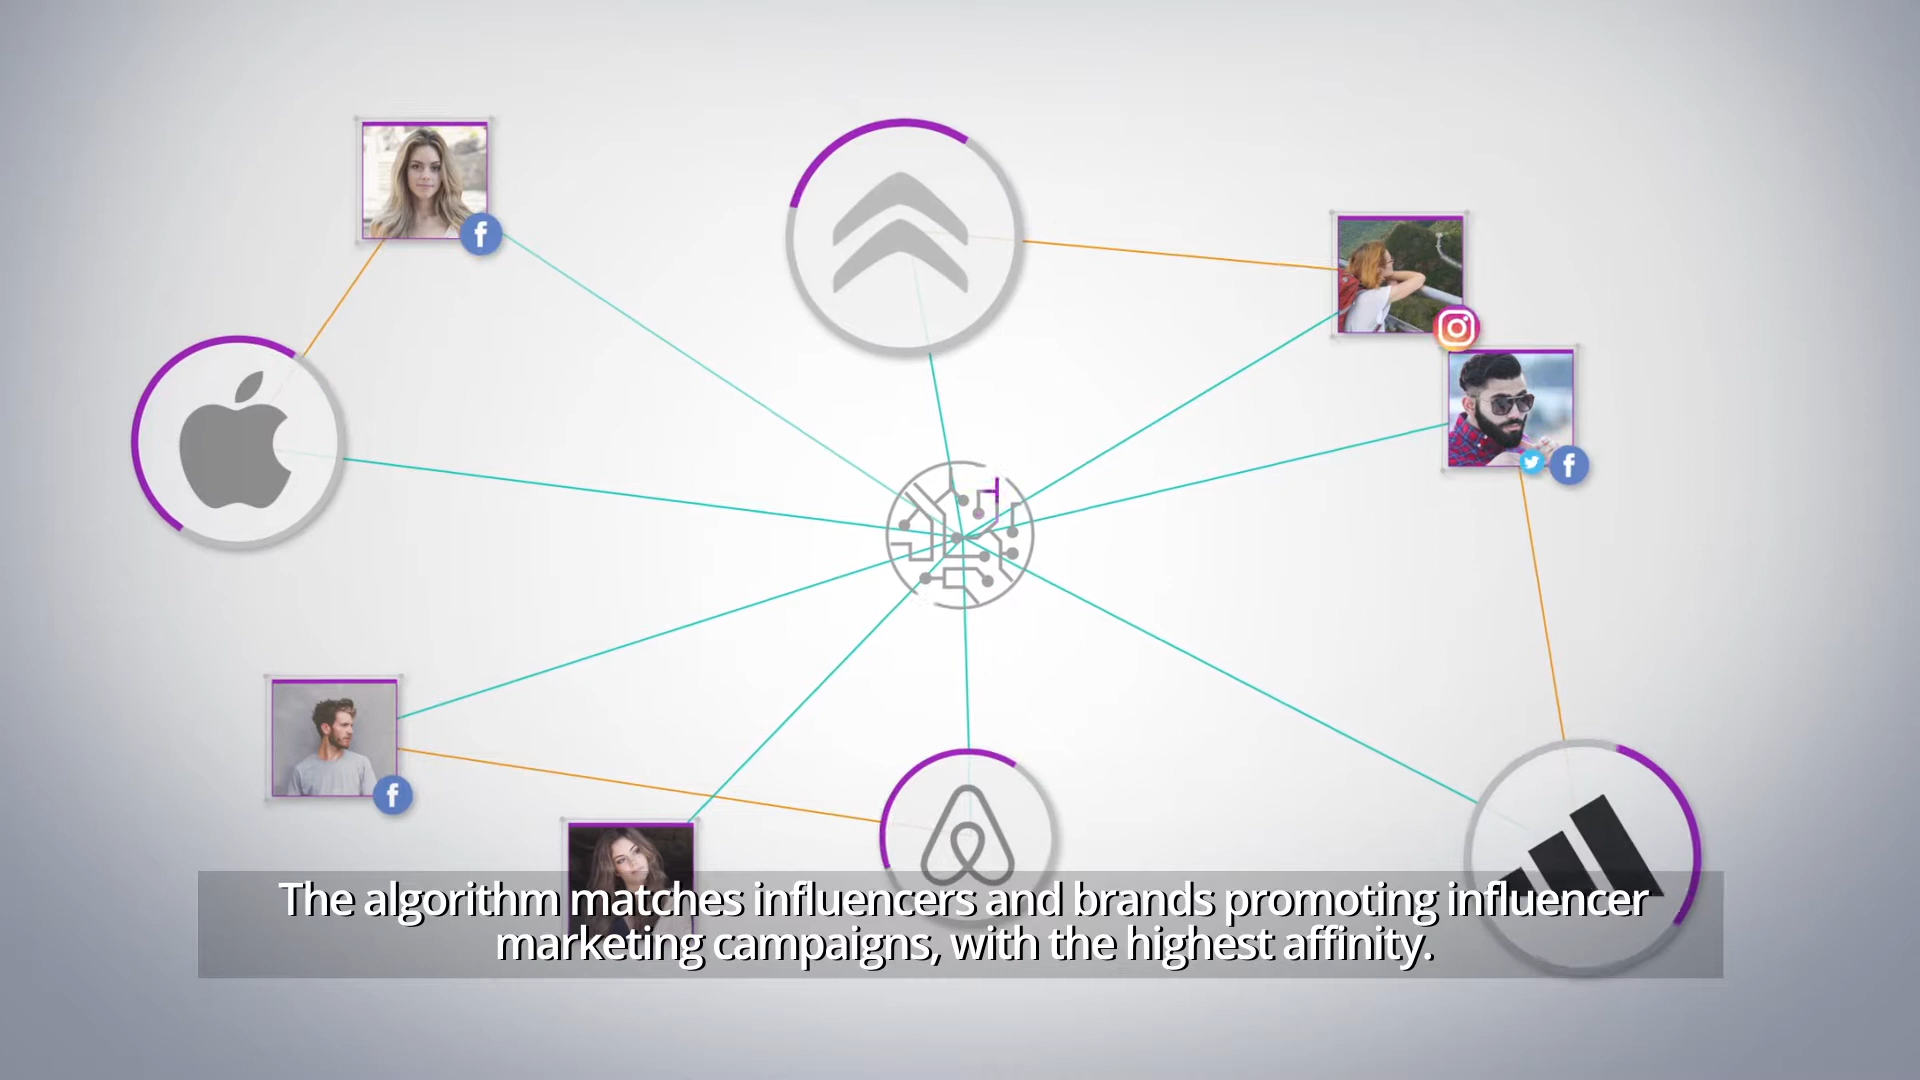 The algorithm matches influencers and brands promoting influencer
marketing campaigns, with the highest affinity.